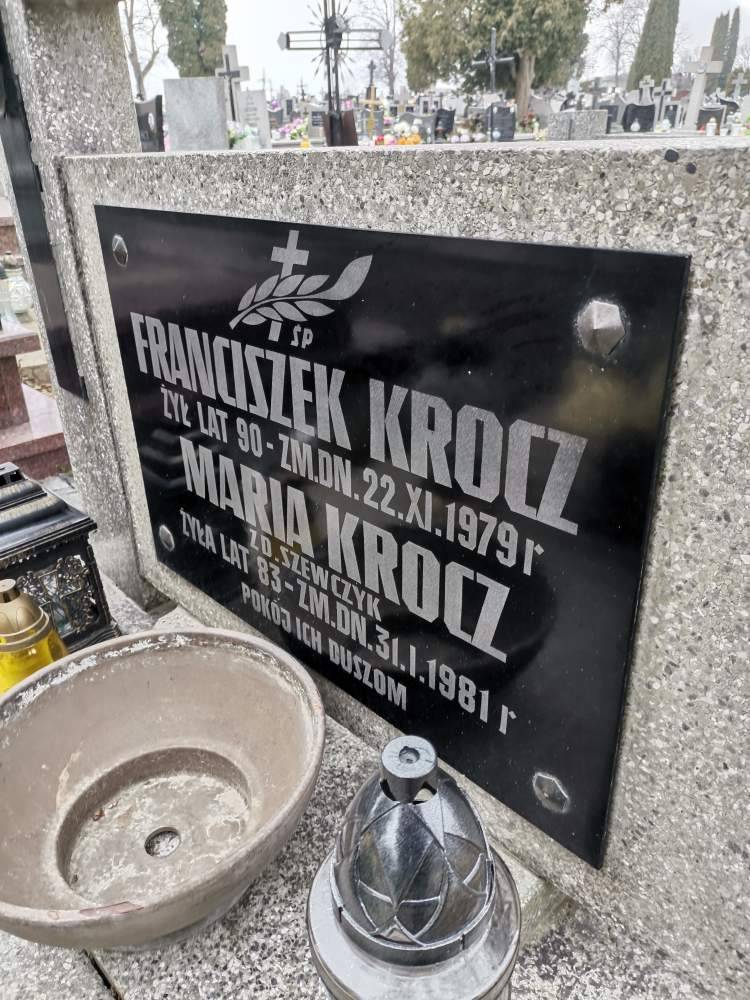 ŚP
FRANCISZEK KROCZ
ŻYŁ LAT 90 - ZM.DN. 22.XI.1979 r
MARIA KROCZ
Z D. SZEWCZYK
ŻYŁA LAT 83 - ZM.DN. 31.I.1981 r
POKÓJ ICH DUSZOM